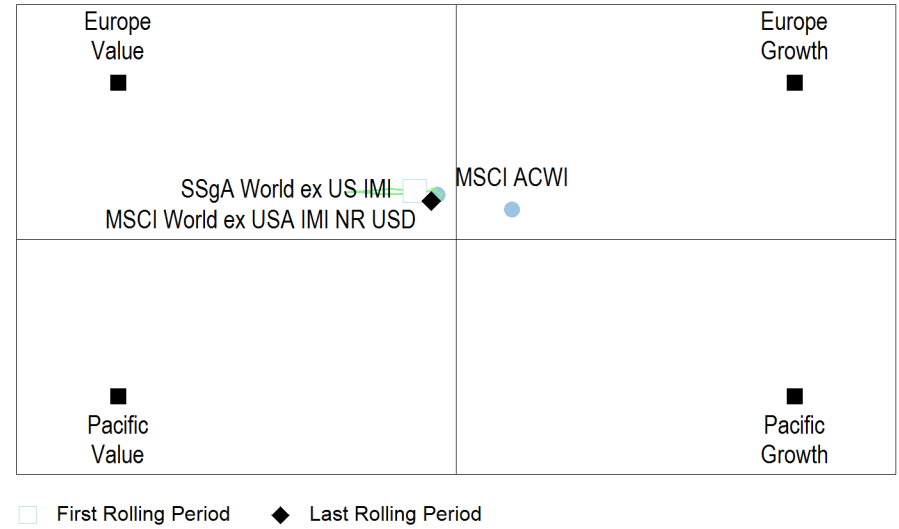 Europe
Value
Europe
Growth
MSCI ACWI
SSgA World ex US IMI
MSCI World ex USA IMI NR USD
Pacific
Value
Pacific
Growth
First Rolling Period
Last Rolling Period